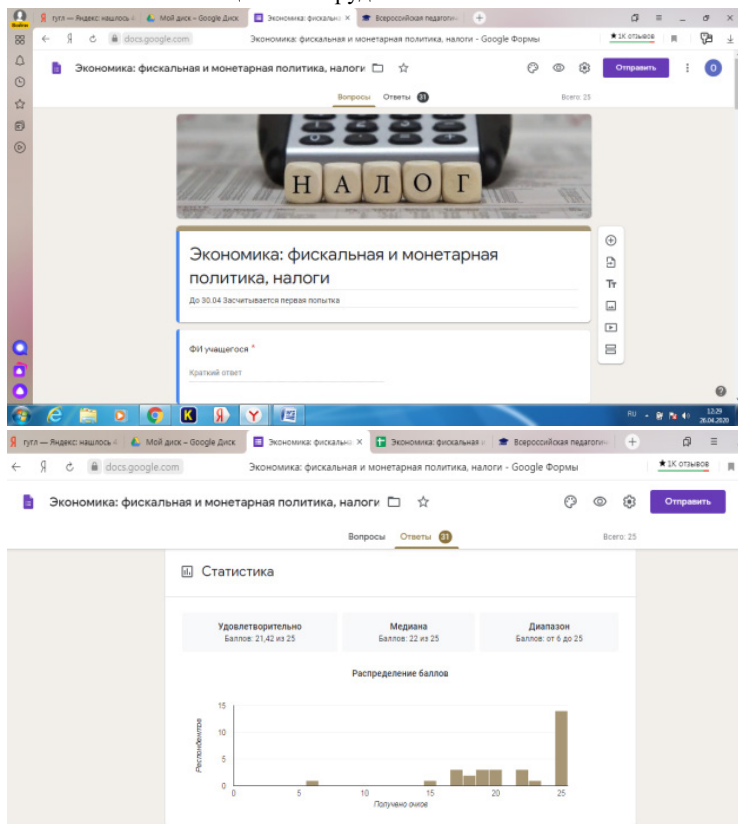 гугл — Яндекс: нашлось
Мой диск – Google Диск
Экономика: фискально
Всероссийская педагоги
docs.google.com
Экономика: фискальная и монетарная политика, налоги - Google Формы
1К отзывов
Экономика: фискальная и монетарная политика, налоги
Отправить
О
Вопросы Ответы 31
Всего: 25
НАЛОГ
Экономика: фискальная и монетарная
политика, налоги
До 30.04 Засчитывается первая попытка
Тт
ФИ учащегося *
Краткий ответ
RU
12:29
26.04.2020
гугл — Яндекс: нашлось
Мой диск – Google Диск
Экономика: фискально
Экономика: фискальная и
Всероссийская педагоги
docs.google.com
Экономика: фискальная и монетарная политика, налоги - Google Формы
1К отзывов
Экономика: фискальная и монетарная политика, налоги
Отправить
Вопросы Ответы 31
Всего: 25
Статистика
Удовлетворительно Медиана Диапазон
Баллов: 21,42 из 25 Баллов: 22 из 25 Баллов: от 6 до 25
Распределение баллов
Респонденты
15
10
5
0
0 5 10 15 20 25
Получено очков